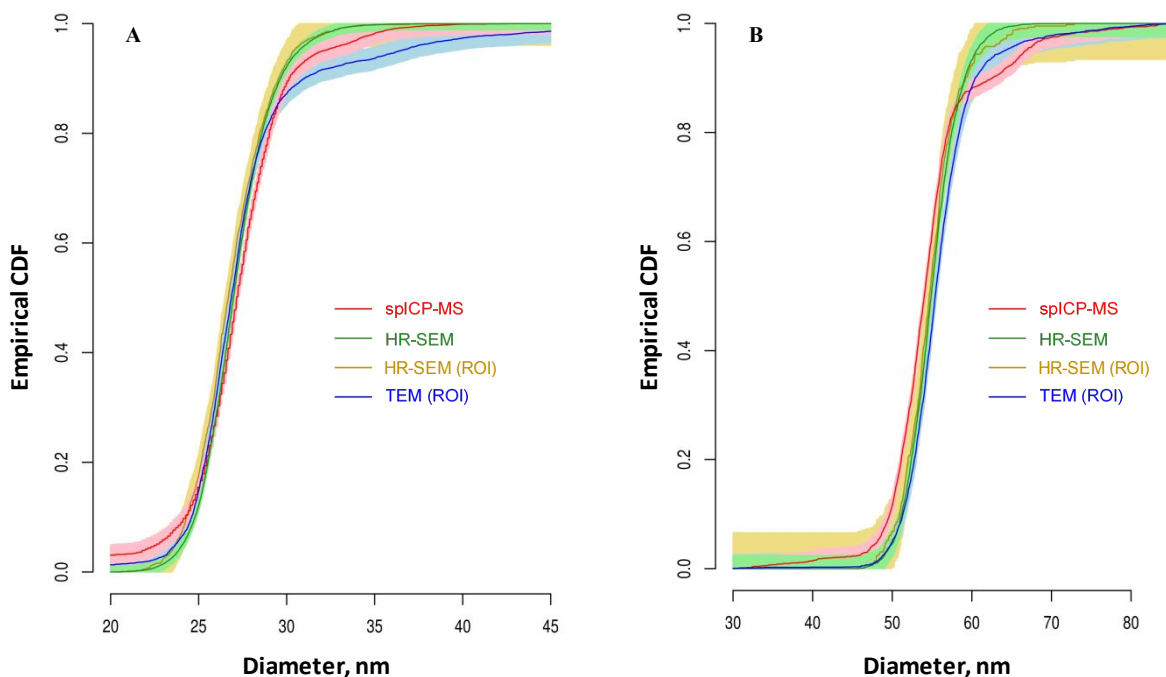 A
Empirical CDF
1.0
0.8
0.6
0.4
0.2
0.0
spICP-MS
HR-SEM
HR-SEM (ROI)
TEM (ROI)
20 25 30 35 40 45
Diameter, nm
B
Empirical CDF
1.0
0.8
0.6
0.4
0.2
0.0
spICP-MS
HR-SEM
HR-SEM (ROI)
TEM (ROI)
30 40 50 60 70 80
Diameter, nm